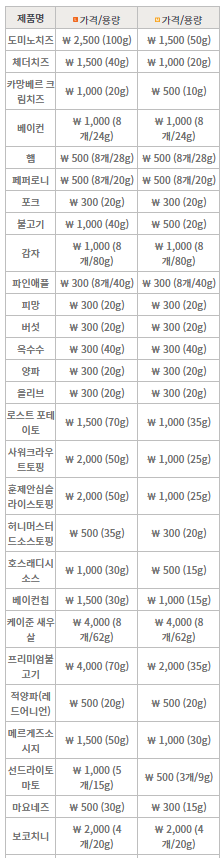 제품명 가격/용량 가격/용량
도미노치즈 ₩ 2,500 (100g) ₩ 1,500 (50g)
체더치즈 ₩ 1,500 (40g) ₩ 1,000 (20g)
카망베르 크
림치즈 ₩ 1,000 (20g) ₩ 500 (10g)
베이컨 ₩ 1,000 (8 ₩ 1,000 (8
개/24g) 개/24g)
햄 ₩ 500 (8개/28g) ₩ 500 (8개/28g)
페퍼로니 ₩ 500 (8개/20g) ₩ 500 (8개/20g)
포크 ₩ 300 (20g) ₩ 300 (20g)
불고기 ₩ 1,000 (40g) ₩ 500 (20g)
감자 ₩ 1,000 (8 ₩ 1,000 (8
개/80g) 개/80g)
파인애플 ₩ 300 (8개/40g) ₩ 300 (8개/40g)
피망 ₩ 300 (20g) ₩ 300 (20g)
버섯 ₩ 300 (20g) ₩ 300 (20g)
옥수수 ₩ 300 (40g) ₩ 300 (40g)
양파 ₩ 300 (20g) ₩ 300 (20g)
올리브 ₩ 300 (20g) ₩ 300 (20g)
로스트 포테
이토 ₩ 1,500 (70g) ₩ 1,000 (35g)
사워크라우
트토핑 ₩ 2,000 (50g) ₩ 1,000 (25g)
훈제안심슬
라이스토핑 ₩ 2,000 (50g) ₩ 1,000 (25g)
허니머스터
드소스토핑 ₩ 500 (35g) ₩ 300 (20g)
호스래디시
소스 ₩ 1,000 (30g) ₩ 500 (15g)
베이컨칩 ₩ 1,500 (30g) ₩ 1,000 (15g)
케이준 새우
살 ₩ 4,000 (8 ₩ 4,000 (8
개/62g) 개/62g)
프리미엄불
고기 ₩ 4,000 (70g) ₩ 2,000 (35g)
적양파(레
드어니언) ₩ 500 (20g) ₩ 500 (20g)
메르게즈소
시지 ₩ 1,500 (50g) ₩ 1,000 (30g)
선드라이토
마토 ₩ 1,000 (5
개/15g) ₩ 500 (3개/9g)
마요네즈 ₩ 500 (30g) ₩ 300 (15g)
보코치니 ₩ 2,000 (4 ₩ 2,000 (4
개/20g) 개/20g)